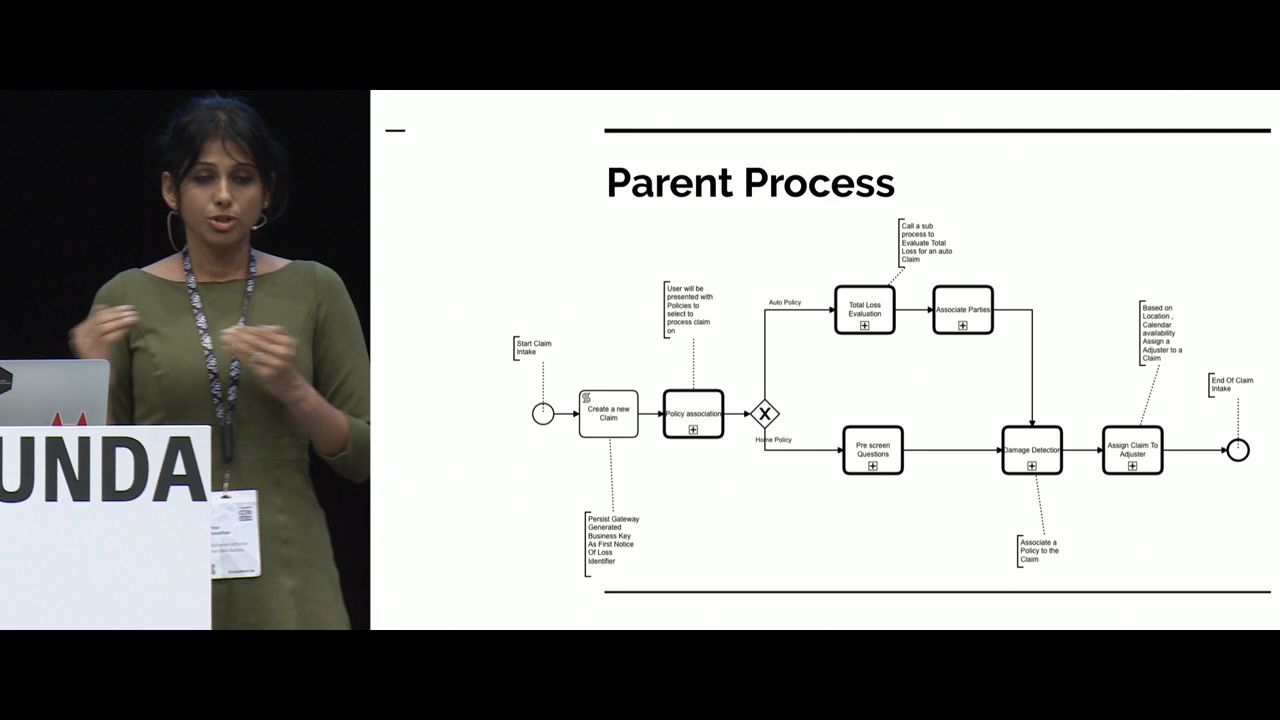 Parent Process
Call a sub
process to
Evaluate Total
Loss for an auto
Claim
User will be
presented with
Policies to
select to
process claim
on
Auto Policy
Total Loss
Evaluation
Associate Parties
Based on
Location ,
Calendar
availability
Assign a
Adjuster to a
Claim
Start Claim
Intake
End Of Claim
Intake
Create a new
Claim
Policy association
X
Home Policy
Pre screen
Questions
Damage Detection
Assign Claim To
Adjuster
Persist Gateway
Generated
Business Key
As First Notice
Of Loss
Identifier
Associate a
Policy to the
Claim
UNDA